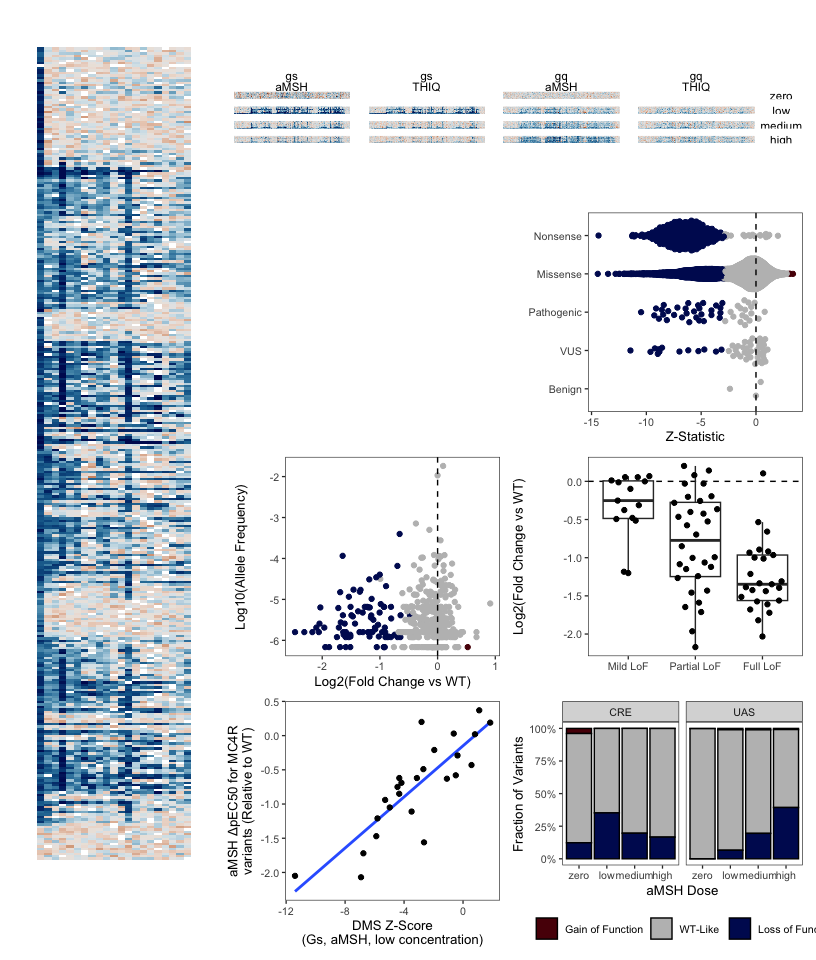 gs
aMSH
gs
THIQ
gq
aMSH
gq
THIQ
zero
low
medium
high
Nonsense
Missense
Pathogenic
VUS
Benign
-15
-10
-5
0
Z-Statistic
Log10(Allele Frequency)
-2
-3
-4
-5
-6
-2
-1
0
1
Log2(Fold Change vs WT)
Log2(Fold Change vs WT)
0.0
-0.5
-1.0
-1.5
-2.0
Mild LoF
Partial LoF
Full LoF
aMSH ΔpEC50 for MC4R
variants (Relative to WT)
0.5
0.0
-0.5
-1.0
-1.5
-2.0
-12
-8
-4
0
DMS Z-Score
(Gs, aMSH, low concentration)
CRE
UAS
Fraction of Variants
100%
75%
50%
25%
0%
zero
low
medium
high
zero
low
medium
high
aMSH Dose
Gain of Function
WT-Like
Loss of Func